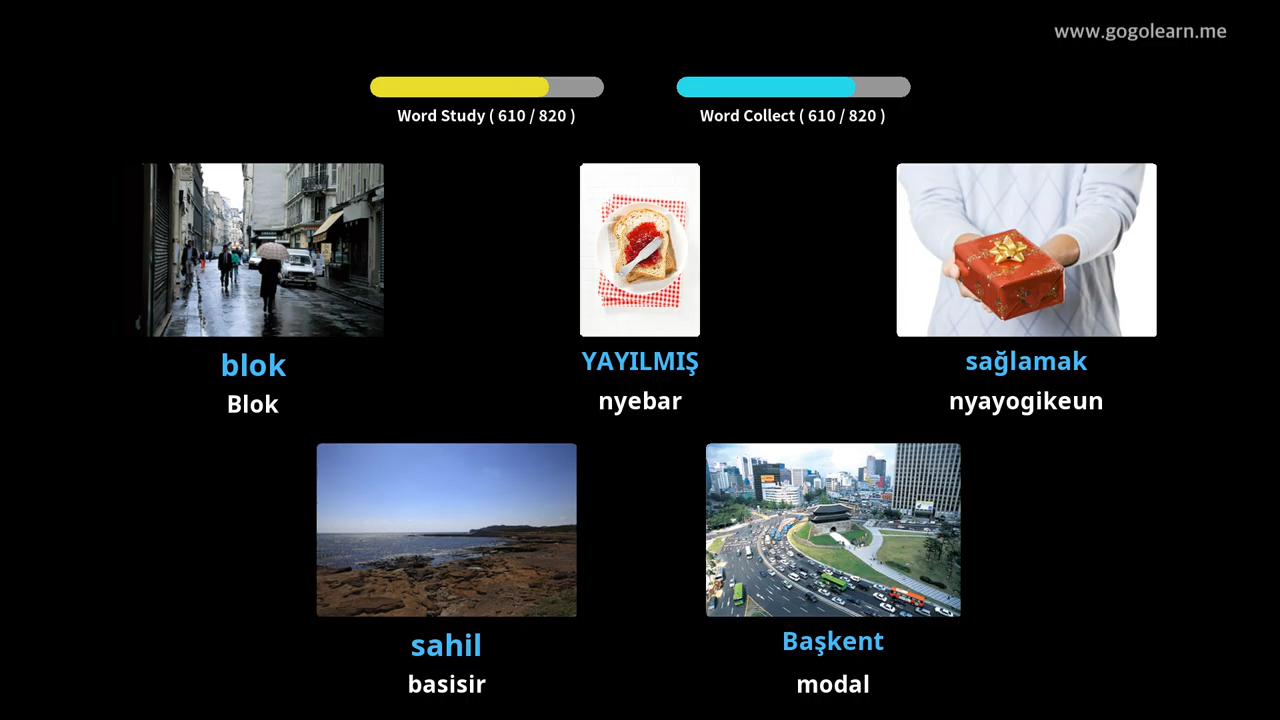 www.gogolearn.me
Word Study ( 610 / 820 )
Word Collect ( 610 / 820 )
blok
Blok
YAYILMIŞ
nyebar
sağlamak
nyayogikeun
sahil
basisir
Başkent
modal